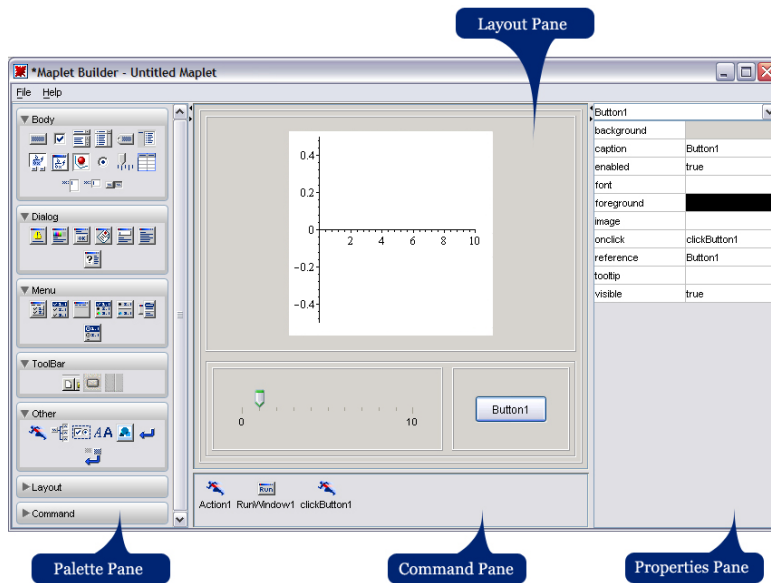 Layout Pane
*Maplet Builder - Untitled Maplet
File Help
Body
Dialog
Menu
ToolBar
Other
Layout
Command
0.4
0.2
0
-0.2
-0.4
2 4 6 8 10
0 10
Button1
Action1 RunWindow1 clickButton1
Run
Button1
background
caption Button1
enabled true
font
foreground
image
onclick clickButton1
reference Button1
tooltip
visible true
Palette Pane
Command Pane
Properties Pane